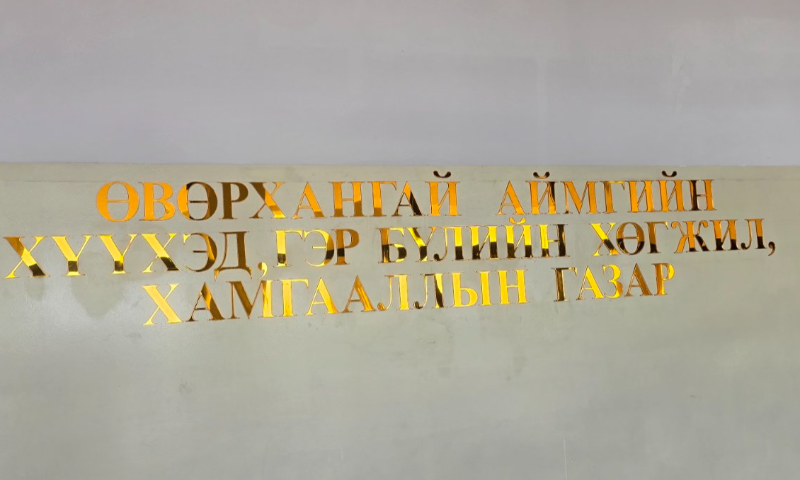 ӨВӨРХАНГАЙ АЙМГИЙН
ХҮҮХЭД,ГЭР БҮЛИЙН ХӨГЖИЛ,
ХАМГААЛЛЫН ГАЗАР